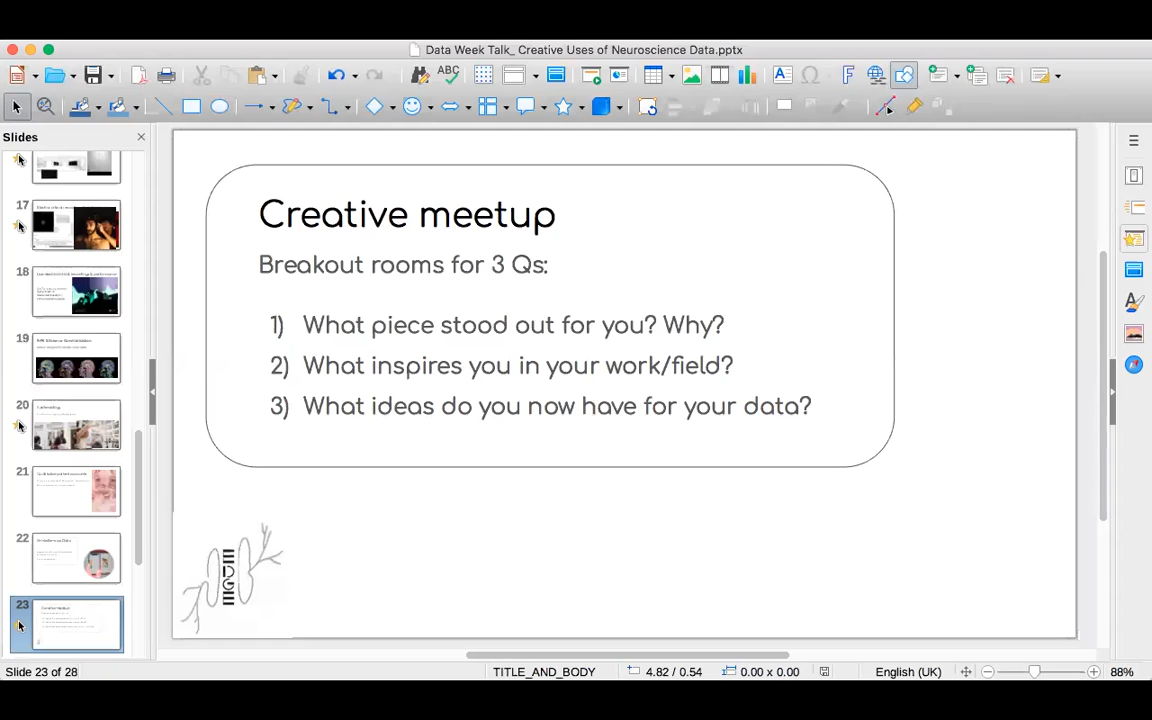 Data Week Talk_ Creative Uses of Neuroscience Data.pptx
ABC
Slides
17
18
19
20
21
22
23
Creative meetup
Breakout rooms for 3 Qs:
1) What piece stood out for you? Why?
2) What inspires you in your work/field?
3) What ideas do you now have for your data?
EDGE
Slide 23 of 28
TITLE_AND_BODY
4.82 / 0.54
0.00 x 0.00
English (UK)
88%